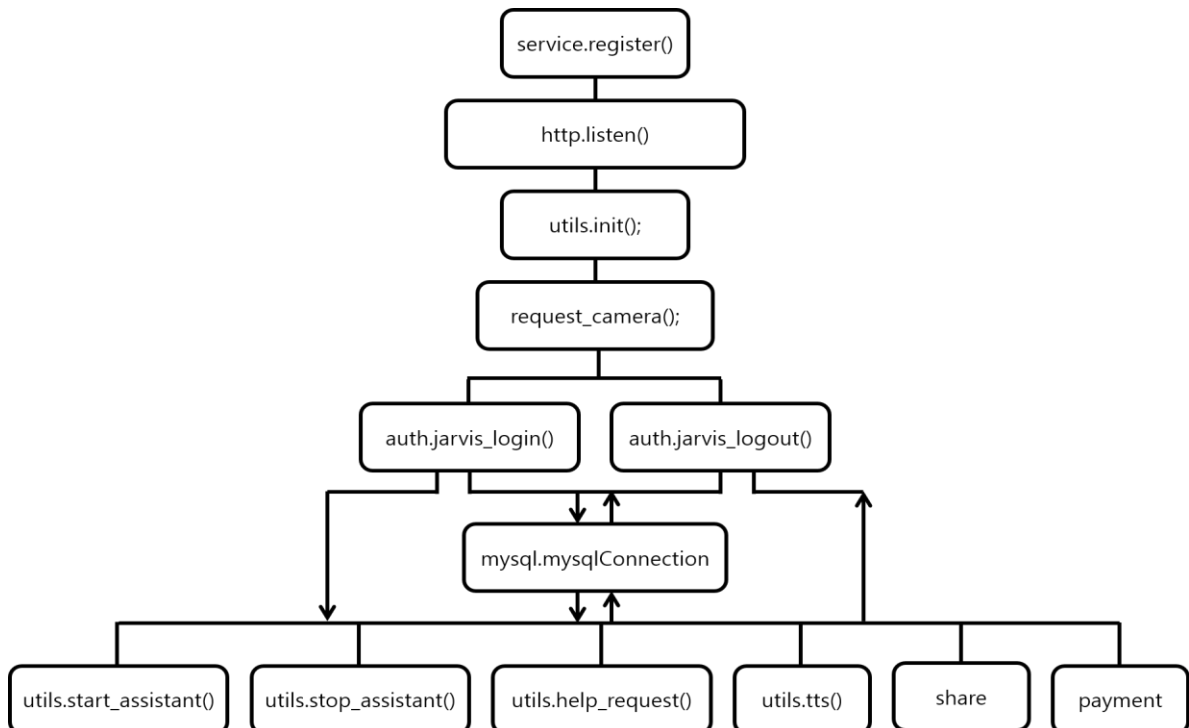 service.register()
http.listen()
utils.init();
request_camera();
auth.jarvis_login()
auth.jarvis_logout()
mysql.mysqlConnection
utils.start_assistant()
utils.stop_assistant()
utils.help_request()
utils.tts()
share
payment